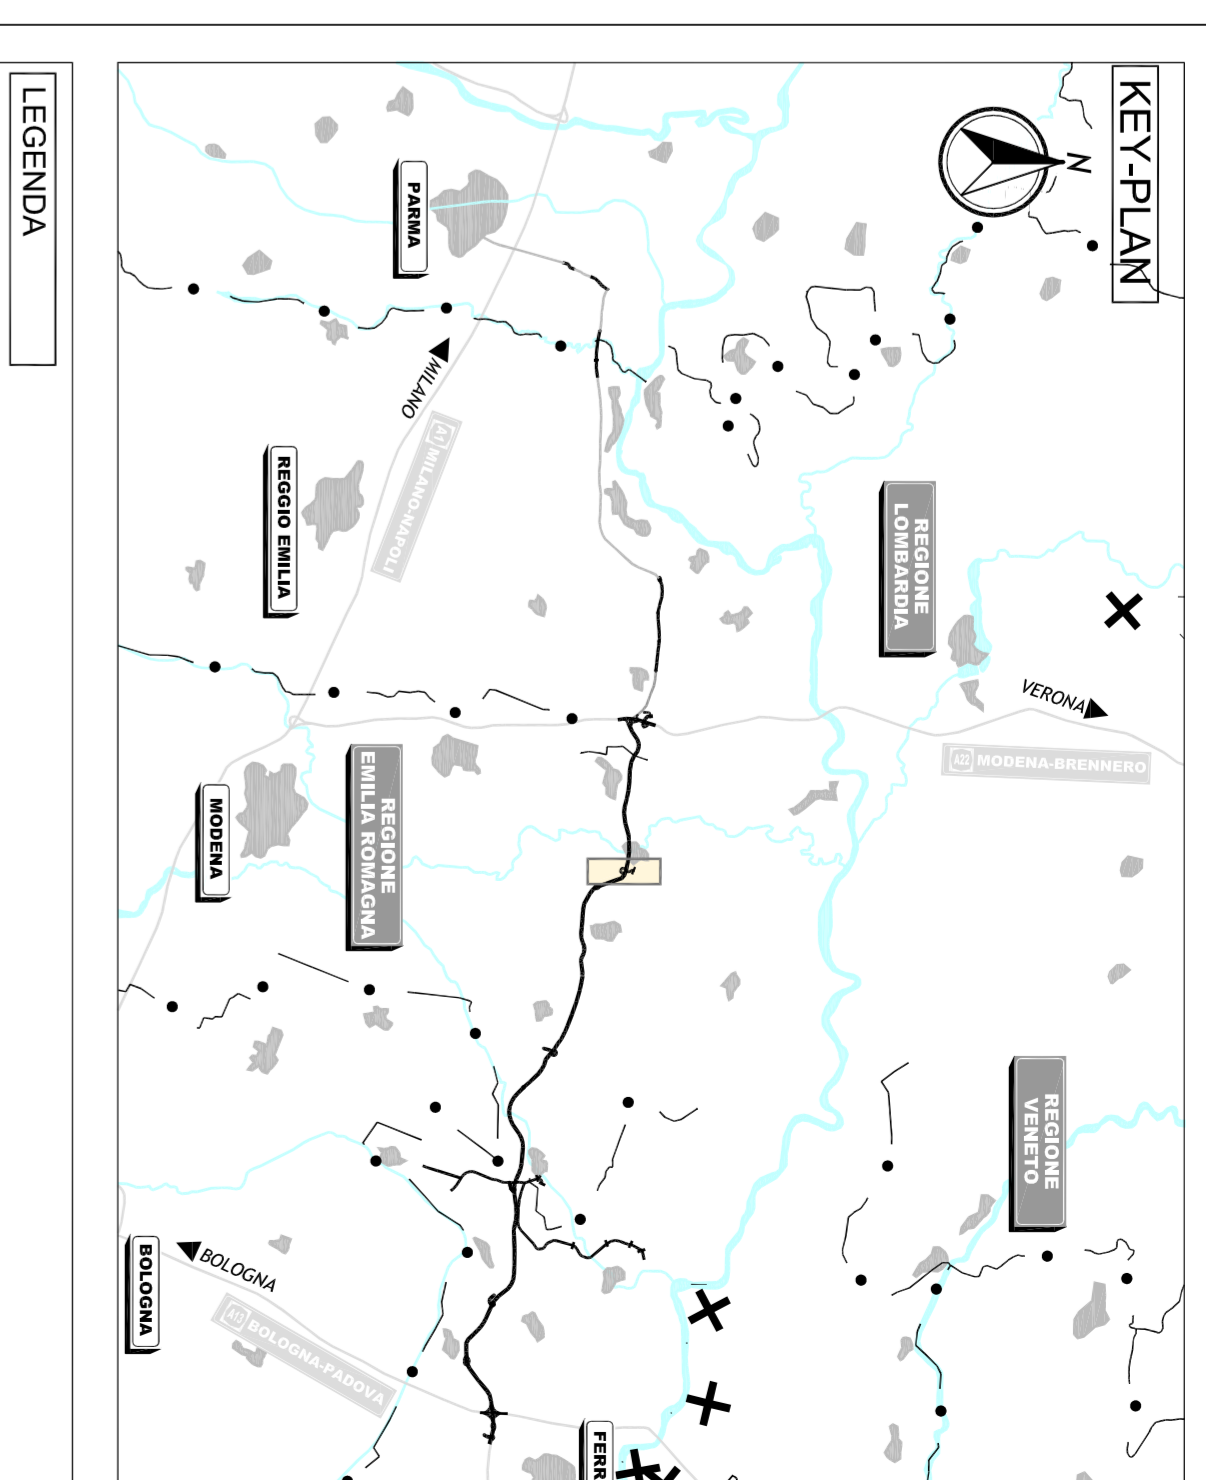 KEY-PLAN
N
LEGENDA
PARMA
MILANO
A1 MILANO-NAPOLI
REGGIO EMILIA
REGIONE
LOMBARDIA
VERONA
A22 MODENA-BRENNERO
MODENA
REGIONE
EMILIA ROMAGNA
REGIONE
VENETO
BOLOGNA
BOLOGNA
A13 BOLOGNA-PADOVA
FERR